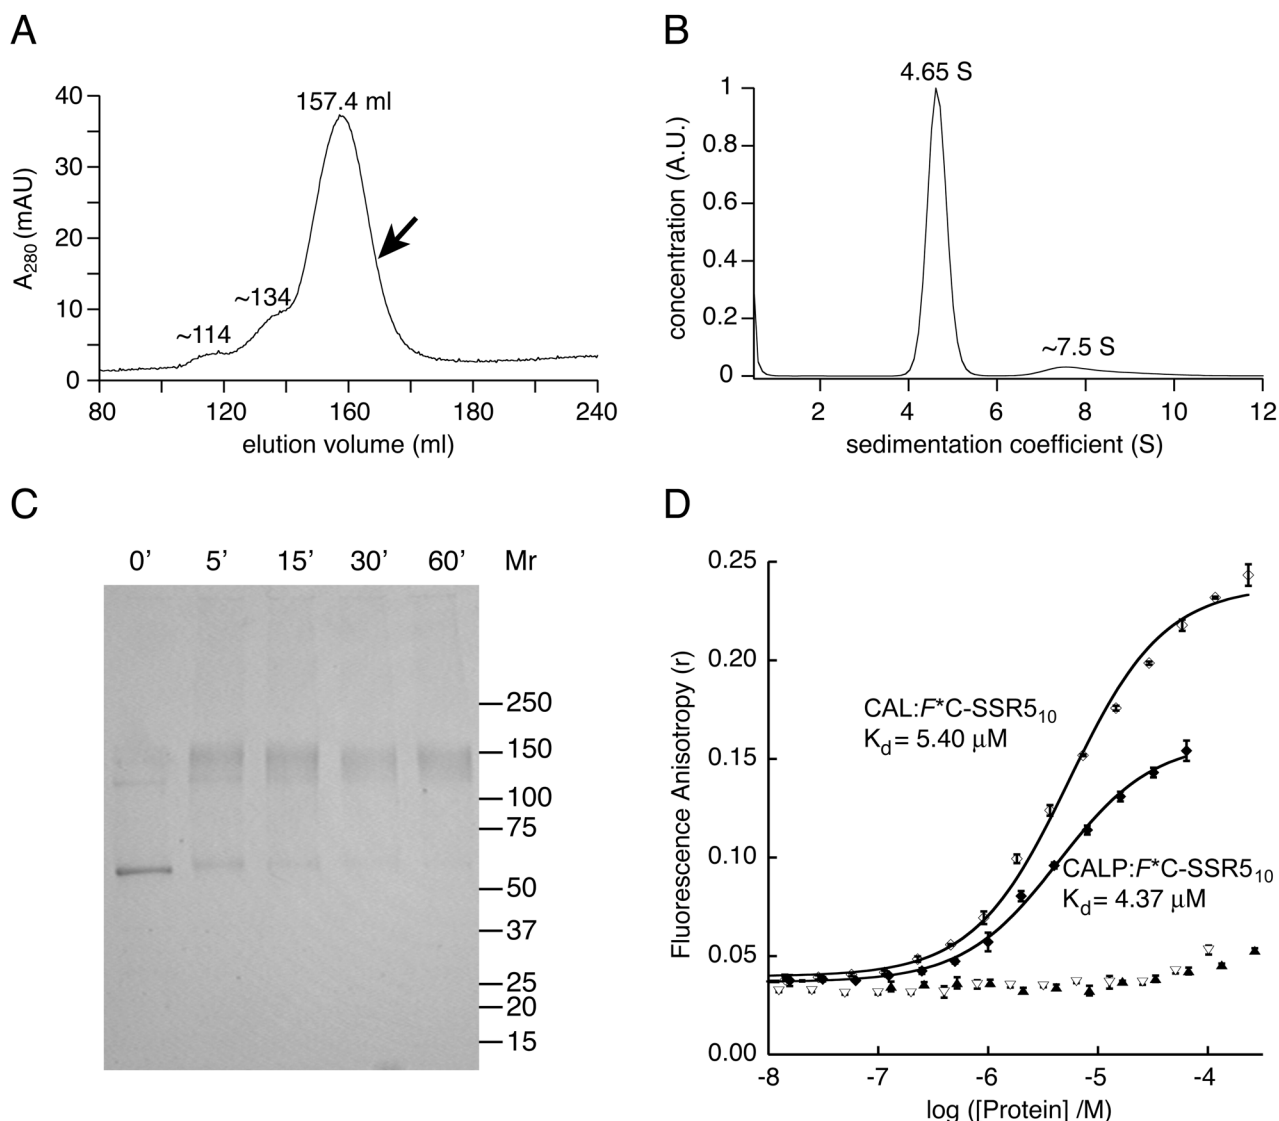 A
40
30
20
10
0
A280 (mAU)
157.4 ml
~134
~114
80 120 160 200 240
elution volume (ml)
B
1
0.8
0.6
0.4
0.2
0
concentration (A.U.)
4.65 S
~7.5 S
2 4 6 8 10 12
sedimentation coefficient (S)
C
0’ 5’ 15’ 30’ 60’ Mr
250
150
100
75
50
37
25
20
15
D
0.25
0.20
0.15
0.10
0.05
0.00
Fluorescence Anisotropy (r)
CAL:F*C-SSR510
Kd= 5.40 μM
CALP:F*C-SSR510
Kd= 4.37 μM
-8 -7 -6 -5 -4
log ([Protein] /M)